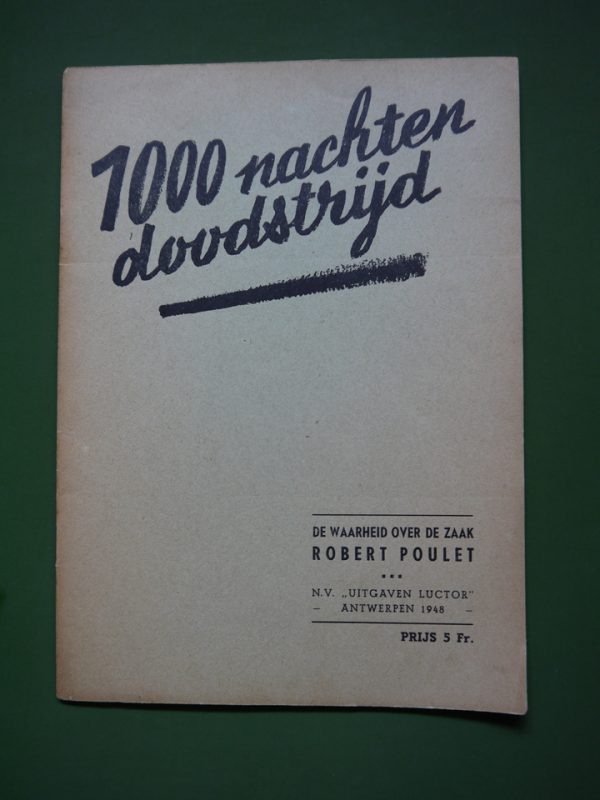 1000 nachten
doodstrijd
DE WAARHEID OVER DE ZAAK
ROBERT POULET
N.V. „UITGAVEN LUCTOR"
– ANTWERPEN 1948 –
PRIJS 5 Fr.